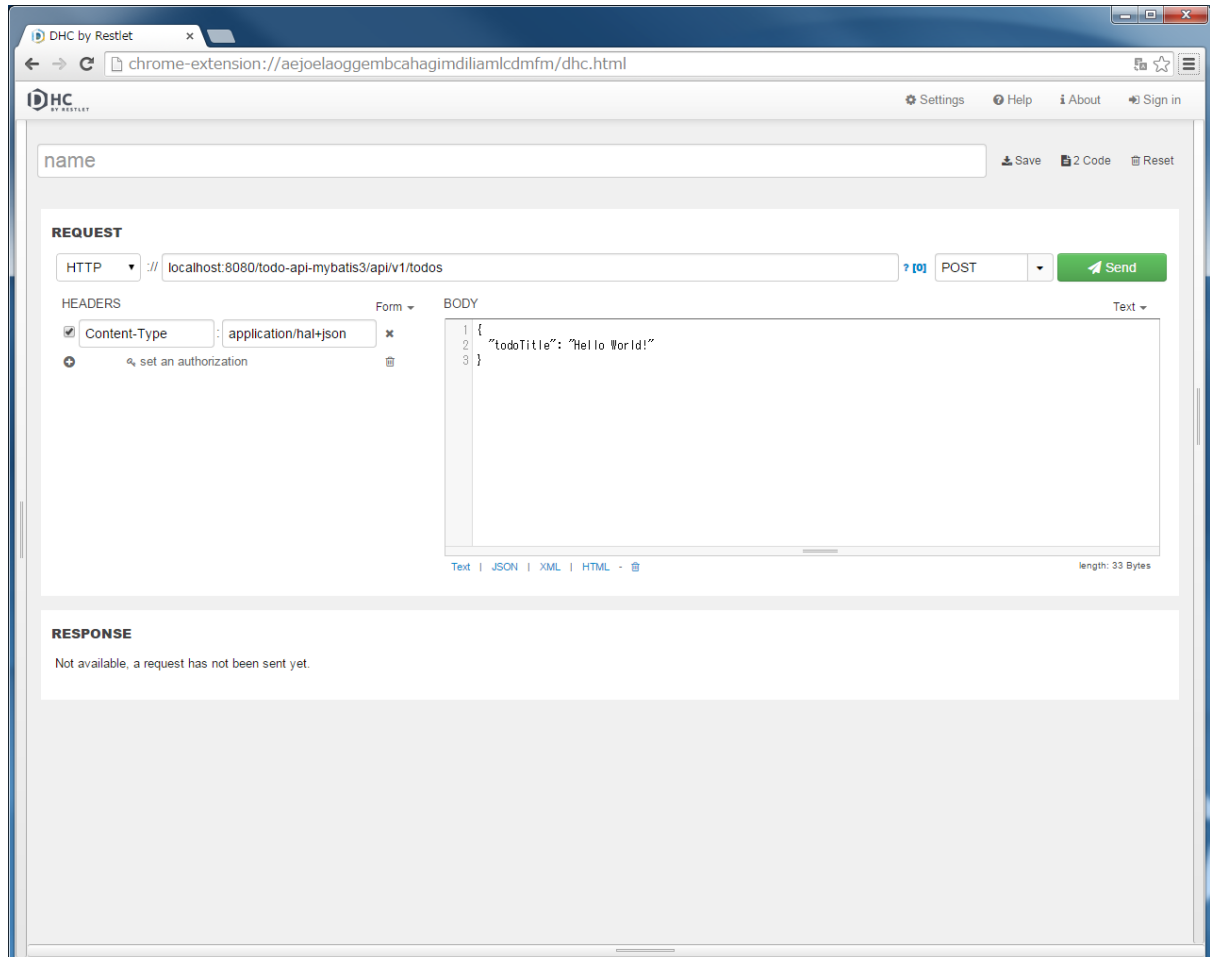 DHC by Restlet
chrome-extension://aejoelaoggembcahagimdiliamlcdmfm/dhc.html
DHC
BY RESTLET
Settings Help About Sign in
name
Save 2 Code Reset
REQUEST
HTTP :// localhost:8080/todo-api-mybatis3/api/v1/todos ? [0] POST Send
HEADERS Form BODY Text
Content-Type : application/hal+json
set an authorization
1 {
2 "todoTitle": "Hello World!"
3 }
Text | JSON | XML | HTML - length: 33 Bytes
RESPONSE
Not available, a request has not been sent yet.